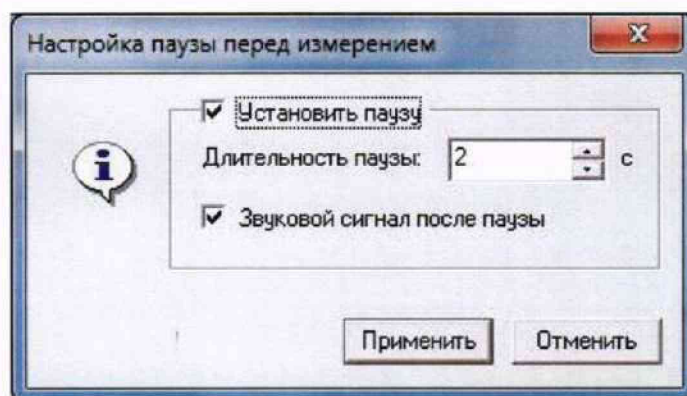 Настройка паузы перед измерением
Установить паузу
Длительность паузы: 2 с
Звуковой сигнал после паузы
Применить Отменить